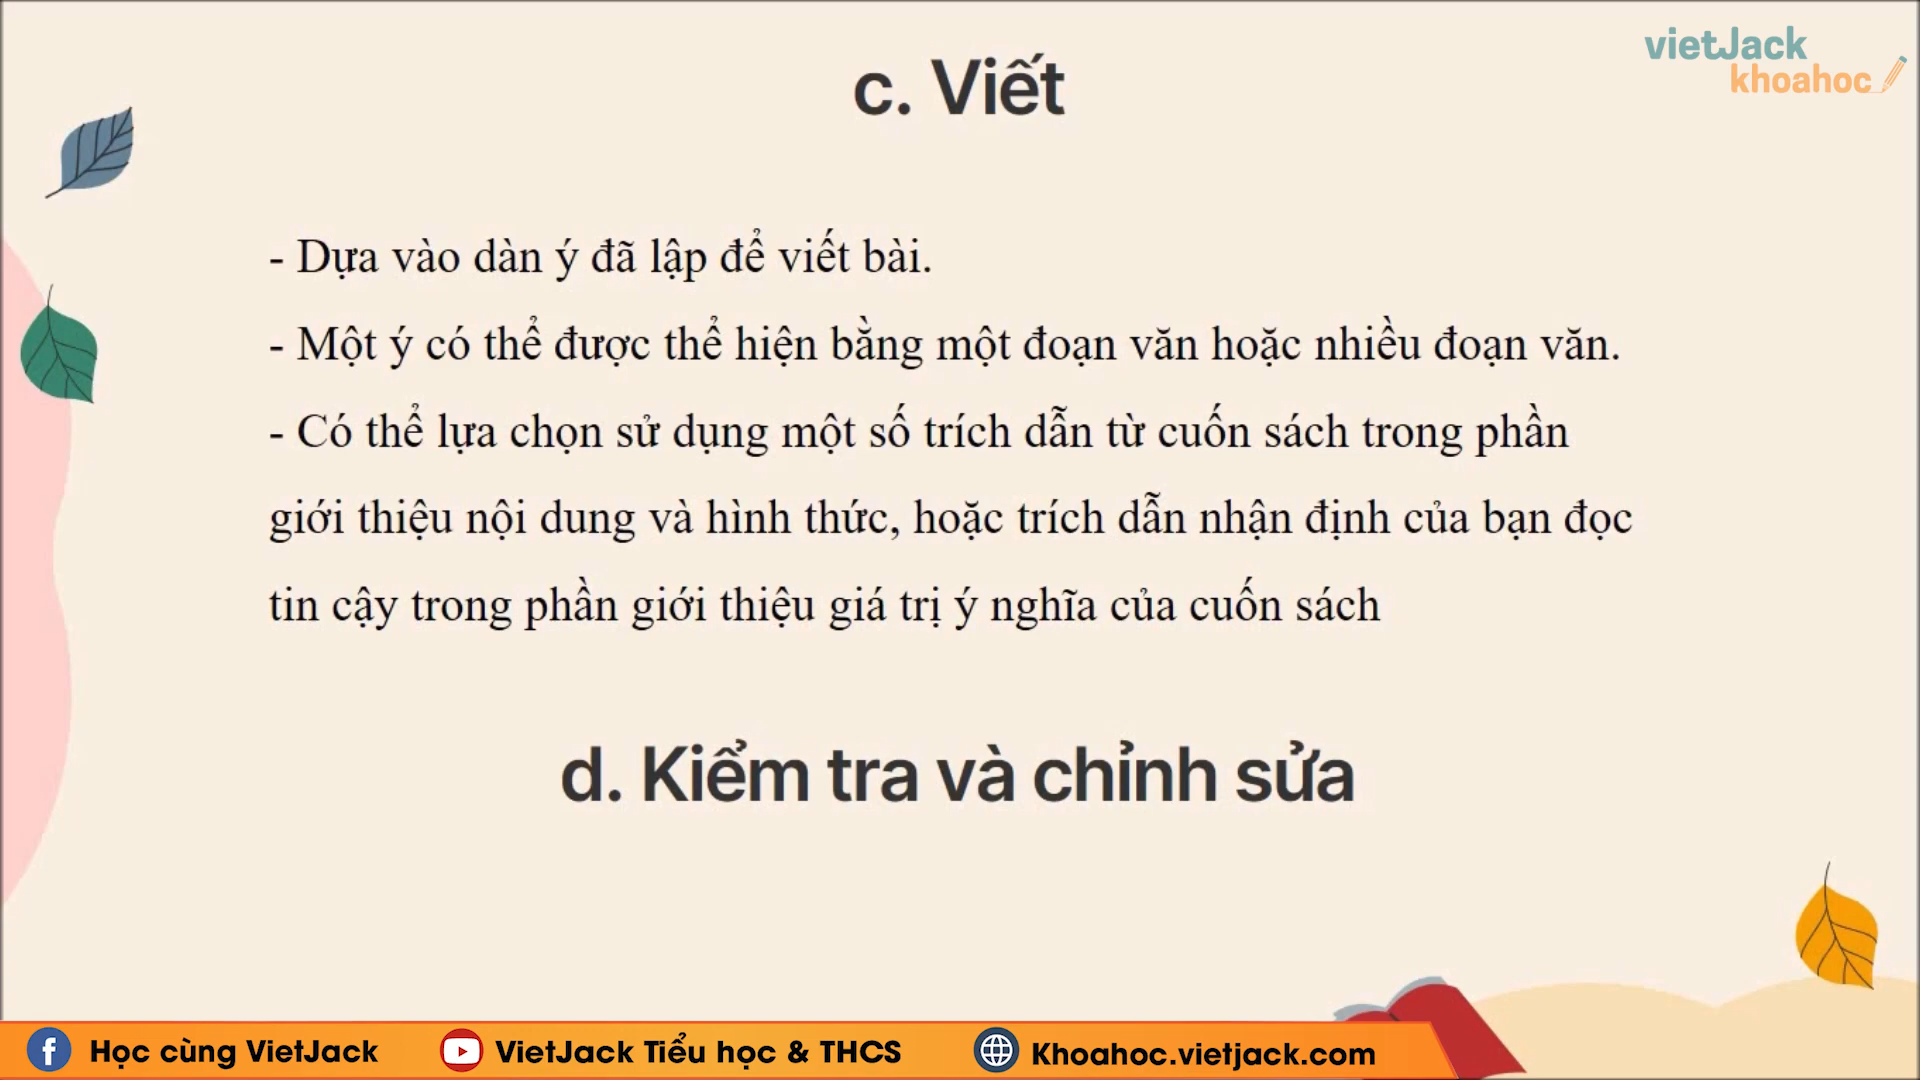 vietJack
khoahoc
c. Viết
- Dựa vào dàn ý đã lập để viết bài.
- Một ý có thể được thể hiện bằng một đoạn văn hoặc nhiều đoạn văn.
- Có thể lựa chọn sử dụng một số trích dẫn từ cuốn sách trong phần
giới thiệu nội dung và hình thức, hoặc trích dẫn nhận định của bạn đọc
tin cậy trong phần giới thiệu giá trị ý nghĩa của cuốn sách
d. Kiểm tra và chỉnh sửa
Học cùng VietJack
VietJack Tiểu học & THCS
Khoahoc.vietjack.com